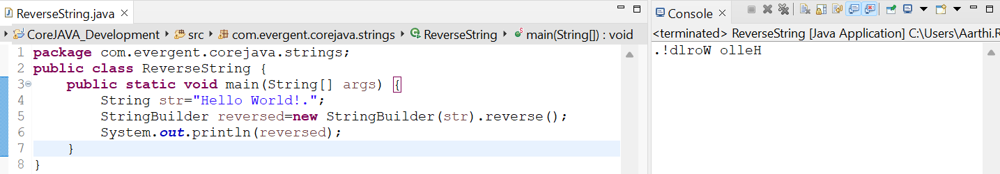 ReverseString.java
CoreJAVA_Development src com.evergent.corejava.strings ReverseString main(String[]) : void
1 package com.evergent.corejava.strings;
2 public class ReverseString {
3 public static void main(String[] args) {
4 String str="Hello World!.";
5 StringBuilder reversed=new StringBuilder(str).reverse();
6 System.out.println(reversed);
7 }
8 }
Console
<terminated> ReverseString [Java Application] C:\Users\Aarthi.R
.!dlroW olleH